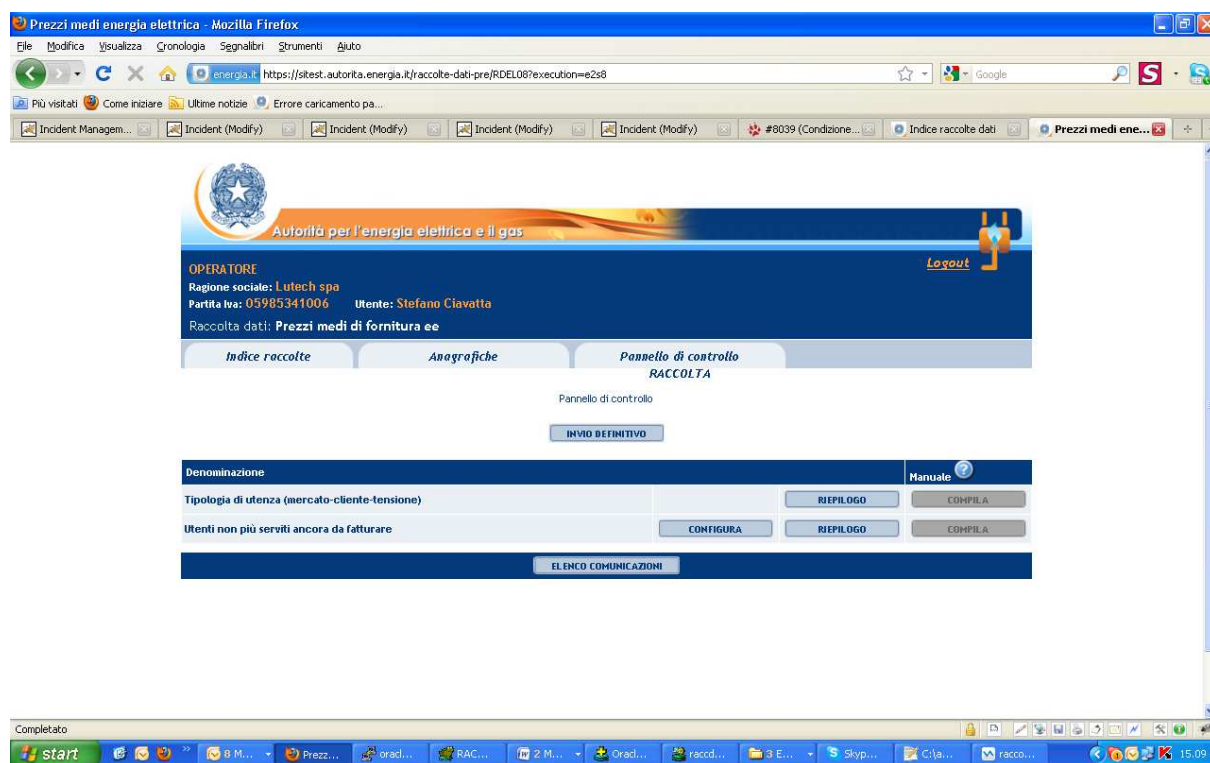 Prezzi medi energia elettrica - Mozilla Firefox
File Modifica Visualizza Cronologia Segnalibri Strumenti Aiuto
energia.it https://sitest.autorita.energia.it/raccolte-dati-pre/RDEL08?execution=e2s8 Google
Più visitati Come iniziare Ultime notizie Errore caricamento pa...
Incident Managem... Incident (Modify) Incident (Modify) Incident (Modify) Incident (Modify) #8039 (Condizione... Indice raccolte dati Prezzi medi ene...
Autorità per l'energia elettrica e il gas
Logout
OPERATORE
Ragione sociale: Lutech spa
Partita Iva: 05985341006 Utente: Stefano Ciavatta
Raccolta dati: Prezzi medi di fornitura ee
Indice raccolte Anagrafiche Pannello di controllo
RACCOLTA
Pannello di controllo
INVIO DEFINITIVO
Denominazione Manuale ?
Tipologia di utenza (mercato-cliente-tensione) RIEPILOGO COMPILA
Utenti non più serviti ancora da fatturare CONFIGURA RIEPILOGO COMPILA
ELENCO COMUNICAZIONI
Completato
start 8 M... Prezz... oracl... RAC... 2 M... Oracl... raccd... 3 E... Skyp... C:\a... racco... 15.09